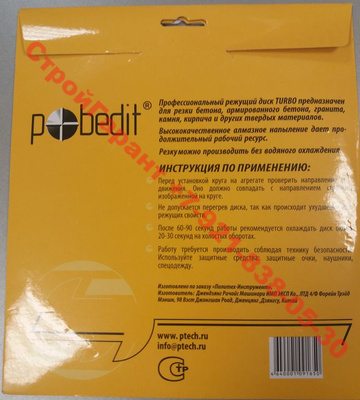 pobedit®
Профессиональный режущий диск TURBO предназначен
для резки бетона, армированного бетона, гранита,
камня, кирпича и других твердых материалов.
Высококачественное алмазное напыление дает про-
должительный рабочий ресурс.
Резку можно производить без водяного охлаждения
ИНСТРУКЦИЯ ПО ПРИМЕНЕНИЮ:
Перед установкой круга на агрегате проверить направление
движения. Оно должно совпадать с направлением стрелки,
изображенной на круге.
Не допускается перегрев диска, так как происходит ухудшение
режущих свойств.
После 60-90 секунд работы рекомендуется охлаждать диск около
20-30 секунд на холостых оборотах.
Работу требуется производить соблюдая технику безопасности.
Используйте защитные средства: защитные очки, наушники,
спецодежду.
Изготовлено по заказу «Политех-Инструмент».
www.ptech.ru
info@ptech.ru
СТР
СтройГарант